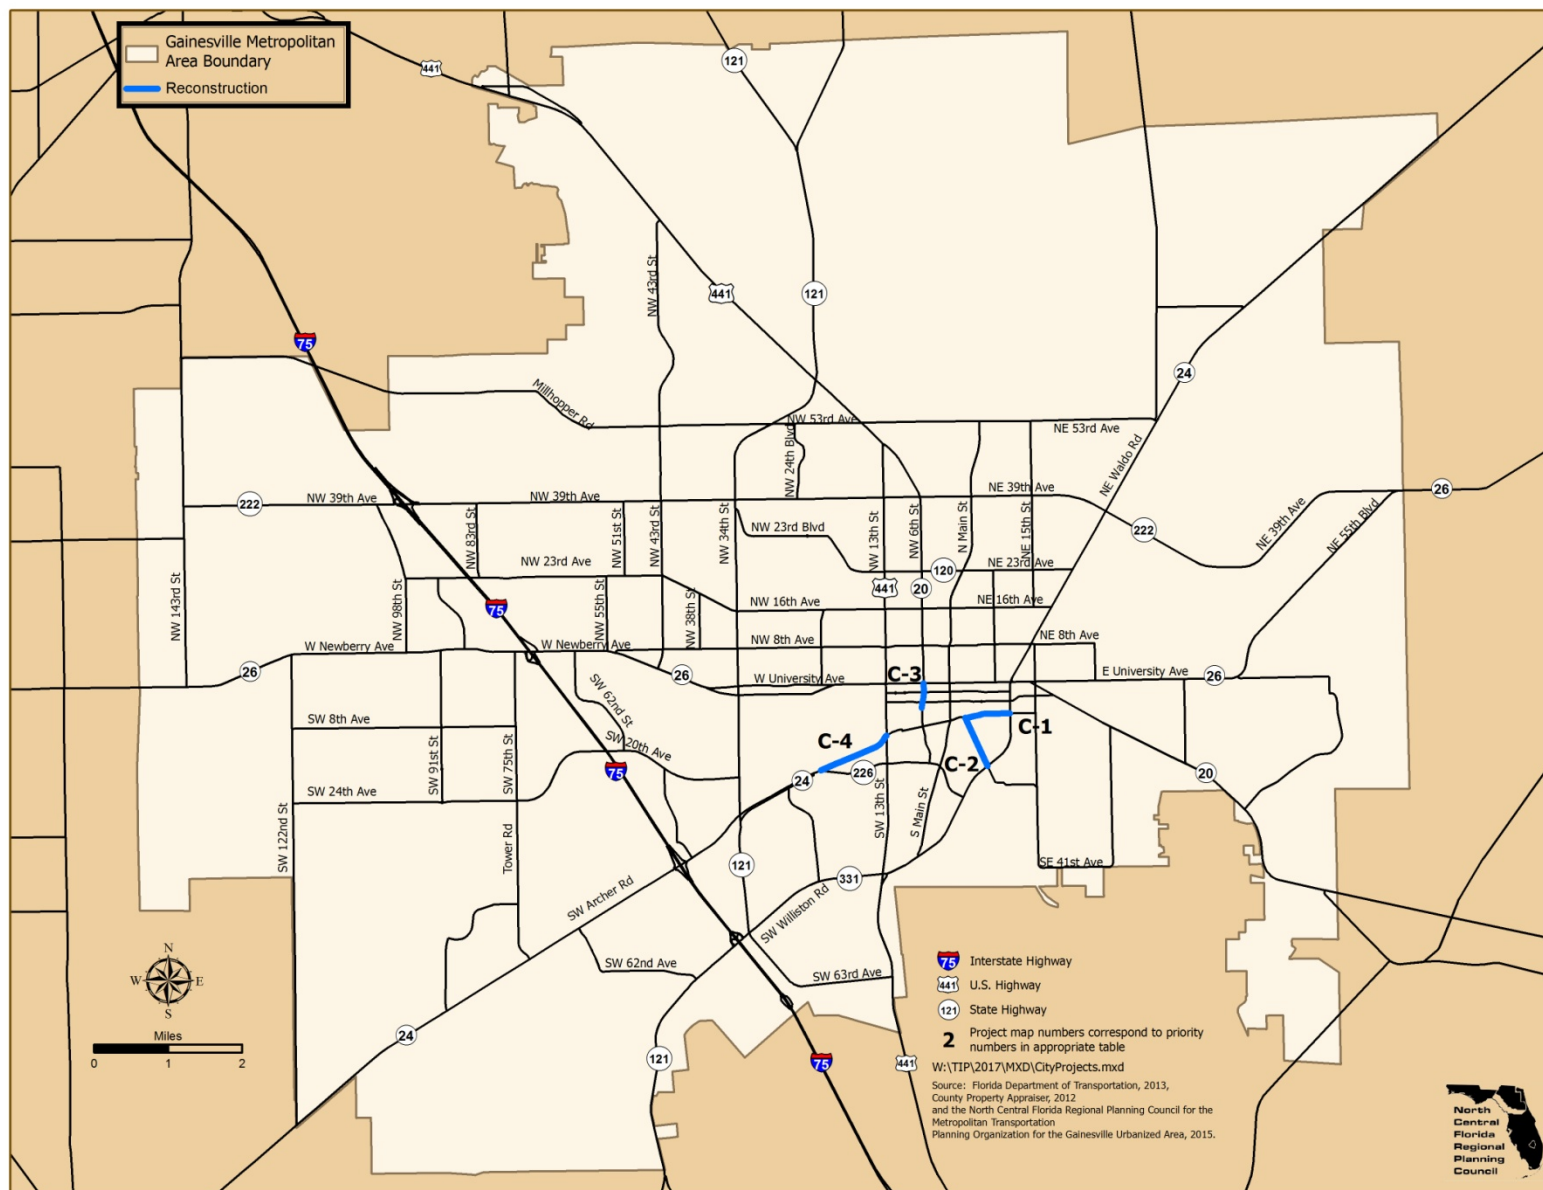 Gainesville Metropolitan
Area Boundary
Reconstruction
441
121
NW 43rd St
441
121
75
24
Millhopper Rd
NW 53rd Ave
NE 53rd Ave
NW 24th Blvd
NE Waldo Rd
222
NW 39th Ave
NW 39th Ave
NE 39th Ave
26
NW 83rd St
NW 51st St
NW 43rd St
NW 34th St
NW 23rd Blvd
NW 13th St
NW 6th St
N Main St
NE 15th St
222
NE 39th Ave
NE 55th Blvd
NW 23rd Ave
120
NE 23rd Ave
NW 143rd St
NW 98th St
75
NW 55th St
NW 38th St
441
20
NW 16th Ave
NE 16th Ave
W Newberry Ave
W Newberry Ave
NW 8th Ave
NE 8th Ave
26
26
W University Ave
C-3
E University Ave
26
SW 62nd St
SW 8th Ave
C-1
SW 20th Ave
C-4
C-2
SW 91st St
SW 75th St
75
24
226
20
SW 24th Ave
SW 122nd St
Tower Rd
SW 13th St
S Main St
121
SE 41st Ave
331
SW Archer Rd
SW Williston Rd
SW 62nd Ave
SW 63rd Ave
N
W E
S
Miles
0 1 2
24
121
75
441
75 Interstate Highway
441 U.S. Highway
121 State Highway
2 Project map numbers correspond to priority
numbers in appropriate table
W:\TIP\2017\MXD\CityProjects.mxd
Source: Florida Department of Transportation, 2013,
County Property Appraiser, 2012
and the North Central Florida Regional Planning Council for the
Metropolitan Transportation
Planning Organization for the Gainesville Urbanized Area, 2015.
North
Central
Florida
Regional
Planning
Council